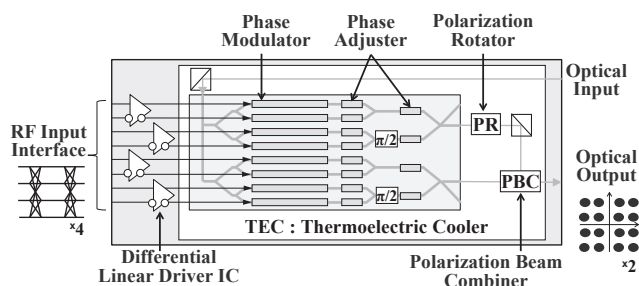 Phase
Modulator
Phase
Adjuster
Polarization
Rotator
Optical
Input
RF Input
Interface
×4
π/2
π/2
PR
PBC
Optical
Output
×2
TEC : Thermoelectric Cooler
Differential
Linear Driver IC
Polarization Beam
Combiner